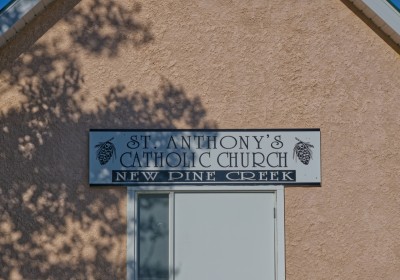 ST. ANTHONY'S
CATHOLIC CHURCH
NEW PINE CREEK